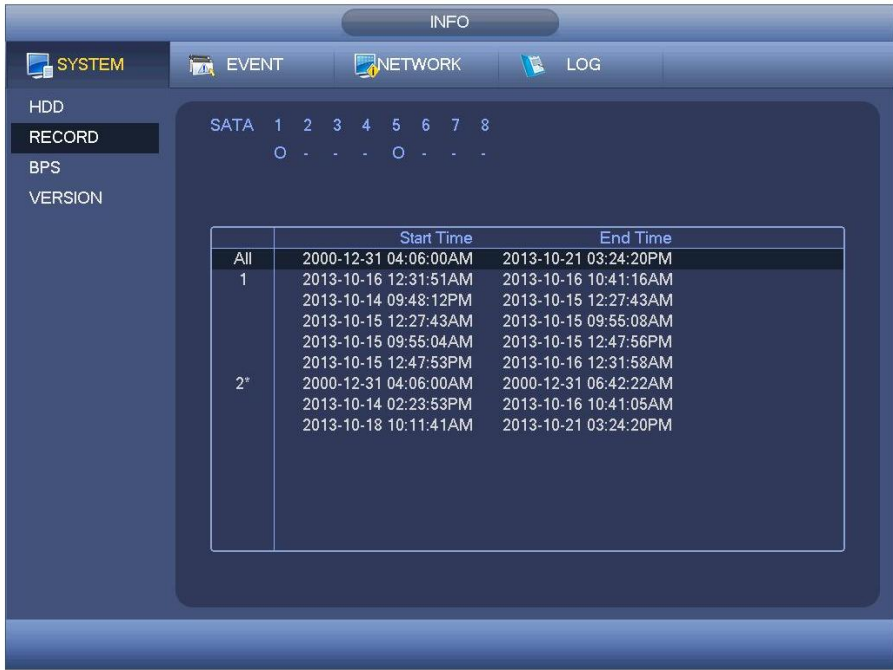 INFO
SYSTEM EVENT NETWORK LOG
HDD
RECORD
BPS
VERSION
SATA 1 2 3 4 5 6 7 8
O - - - O - - -
Start Time End Time
All 2000-12-31 04:06:00AM 2013-10-21 03:24:20PM
1 2013-10-16 12:31:51AM 2013-10-16 10:41:16AM
2013-10-14 09:48:12PM 2013-10-15 12:27:43AM
2013-10-15 12:27:43AM 2013-10-15 09:55:08AM
2013-10-15 09:55:04AM 2013-10-15 12:47:56PM
2013-10-15 12:47:53PM 2013-10-16 12:31:58AM
2* 2000-12-31 04:06:00AM 2000-12-31 06:42:22AM
2013-10-14 02:23:53PM 2013-10-16 10:41:05AM
2013-10-18 10:11:41AM 2013-10-21 03:24:20PM